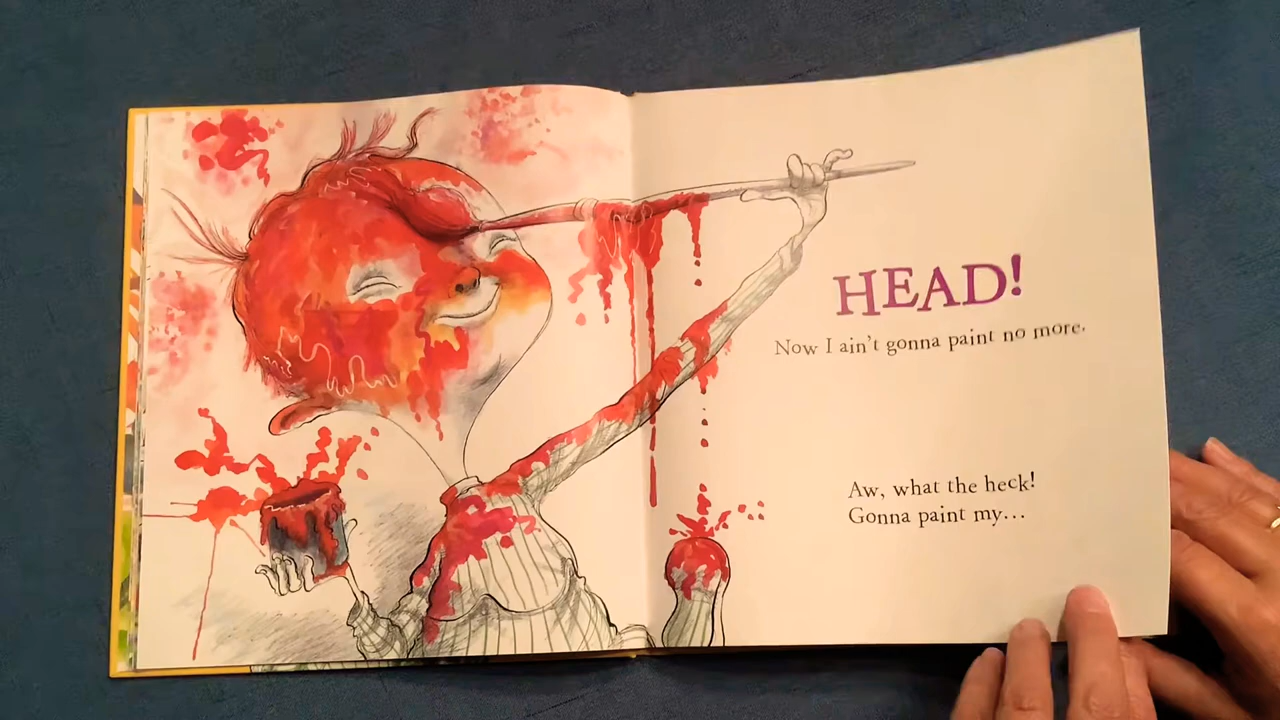 HEAD!
Now I ain't gonna paint no more.
Aw, what the heck!
Gonna paint my...